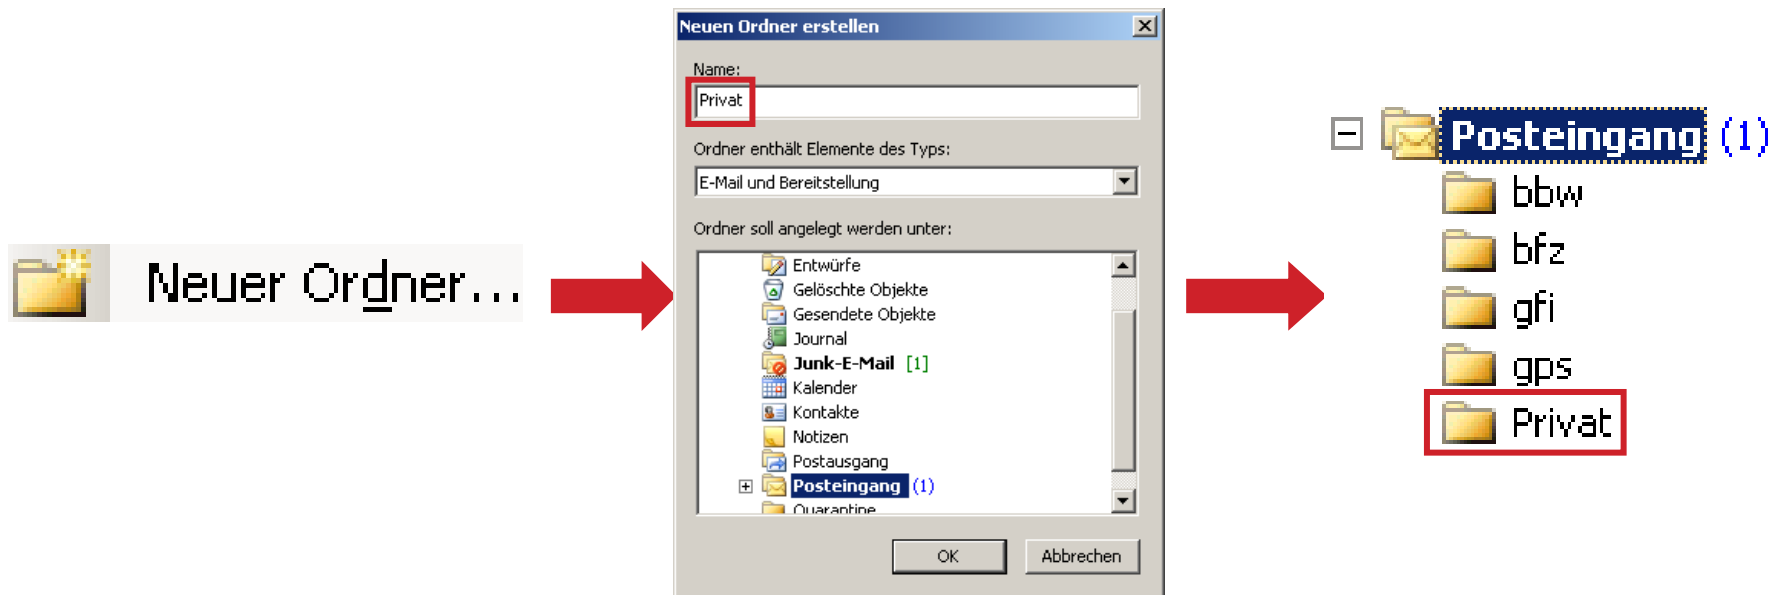 Neuer Ordner...
Neuen Ordner erstellen
Name:
Privat
Ordner enthält Elemente des Typs:
E-Mail und Bereitstellung
Ordner soll angelegt werden unter:
Entwürfe
Gelöschte Objekte
Gesendete Objekte
Journal
Junk-E-Mail [1]
Kalender
Kontakte
Notizen
Postausgang
Posteingang (1)
Quarantine
OK
Abbrechen
Posteingang (1)
bbw
bfz
gfi
gps
Privat